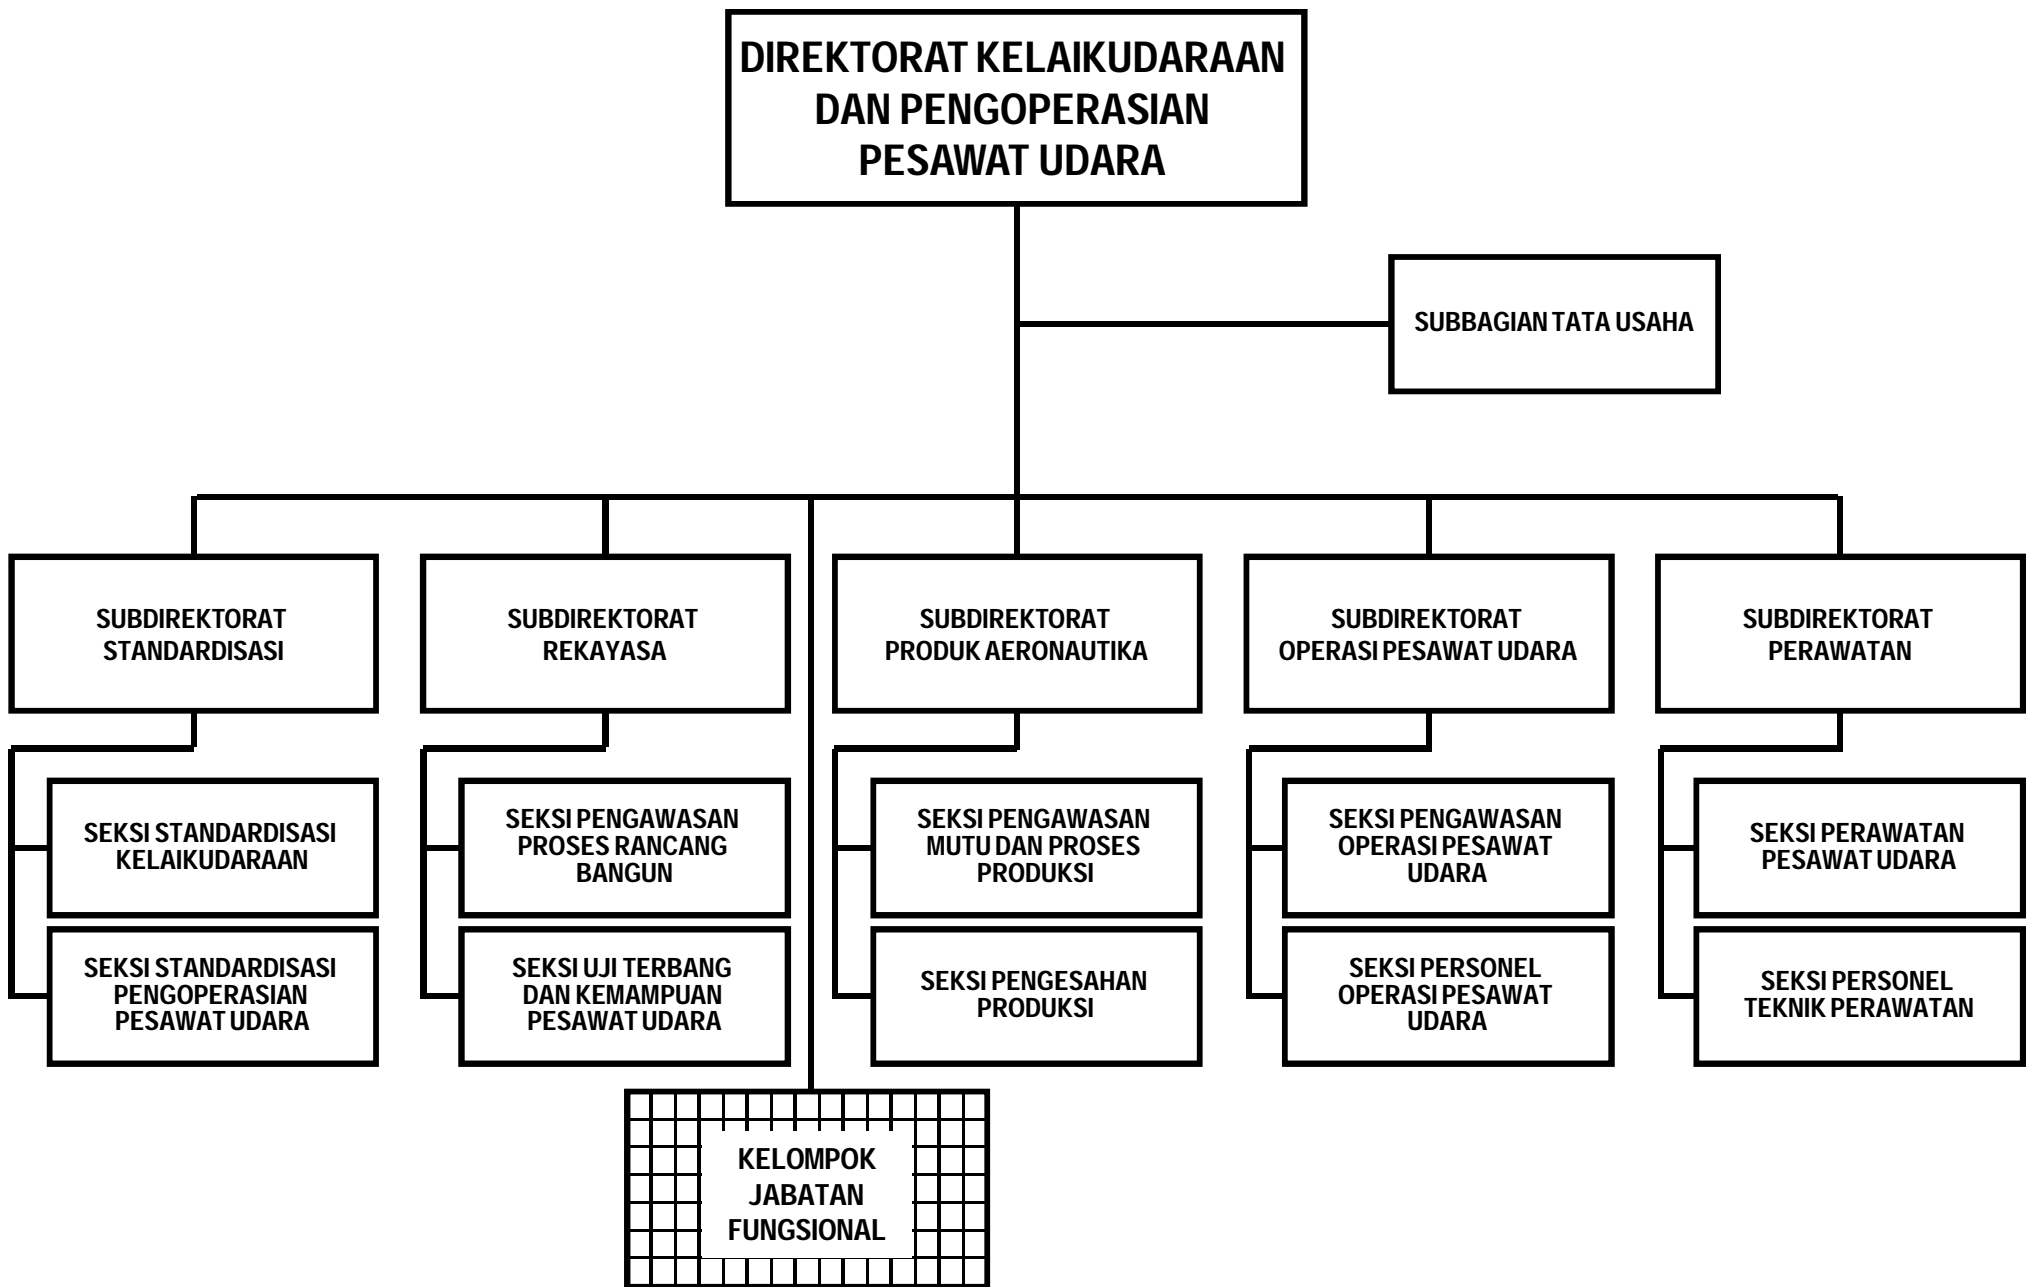 DIREKTORAT KELAIKUDARAAN
DAN PENGOPERASIAN
PESAWAT UDARA
SUBBAGIAN TATA USAHA
SUBDIREKTORAT
STANDARDISASI
SUBDIREKTORAT
REKAYASA
SUBDIREKTORAT
PRODUK AERONAUTIKA
SUBDIREKTORAT
OPERASI PESAWAT UDARA
SUBDIREKTORAT
PERAWATAN
SEKSI STANDARDISASI
KELAIKUDARAAN
SEKSI PENGAWASAN
PROSES RANCANG
BANGUN
SEKSI PENGAWASAN
MUTU DAN PROSES
PRODUKSI
SEKSI PENGAWASAN
OPERASI PESAWAT
UDARA
SEKSI PERAWATAN
PESAWAT UDARA
SEKSI STANDARDISASI
PENGOPERASIAN
PESAWAT UDARA
SEKSI UJI TERBANG
DAN KEMAMPUAN
PESAWAT UDARA
SEKSI PENGESAHAN
PRODUKSI
SEKSI PERSONEL
OPERASI PESAWAT
UDARA
SEKSI PERSONEL
TEKNIK PERAWATAN
KELOMPOK
JABATAN
FUNGSIONAL